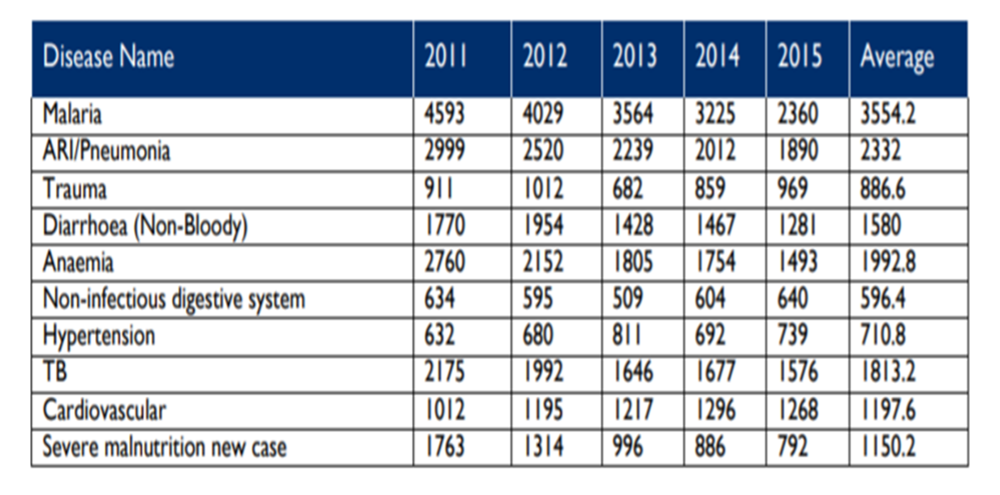 Disease Name 2011 2012 2013 2014 2015 Average
Malaria 4593 4029 3564 3225 2360 3554.2
ARI/Pneumonia 2999 2520 2239 2012 1890 2332
Trauma 911 1012 682 859 969 886.6
Diarrhoea (Non-Bloody) 1770 1954 1428 1467 1281 1580
Anaemia 2760 2152 1805 1754 1493 1992.8
Non-infectious digestive system 634 595 509 604 640 596.4
Hypertension 632 680 811 692 739 710.8
TB 2175 1992 1646 1677 1576 1813.2
Cardiovascular 1012 1195 1217 1296 1268 1197.6
Severe malnutrition new case 1763 1314 996 886 792 1150.2